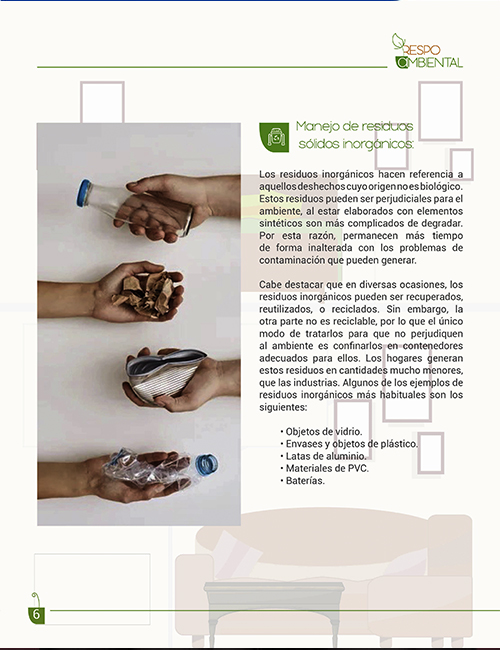 RESPO
AMBIENTAL
Manejo de residuos
sólidos inorgánicos:
Los residuos inorgánicos hacen referencia a
aquellos deshechos cuyo origen no es biológico.
Estos residuos pueden ser perjudiciales para el
ambiente, al estar elaborados con elementos
sintéticos son más complicados de degradar.
Por esta razón, permanecen más tiempo
de forma inalterada con los problemas de
contaminación que pueden generar.
Cabe destacar que en diversas ocasiones, los
residuos inorgánicos pueden ser recuperados,
reutilizados, o reciclados. Sin embargo, la
otra parte no es reciclable, por lo que el único
modo de tratarlos para que no perjudiquen
al ambiente es confinarlos en contenedores
adecuados para ellos. Los hogares generan
estos residuos en cantidades mucho menores,
que las industrias. Algunos de los ejemplos de
residuos inorgánicos más habituales son los
siguientes:
• Objetos de vidrio.
• Envases y objetos de plástico.
• Latas de aluminio.
• Materiales de PVC.
• Baterías.
6